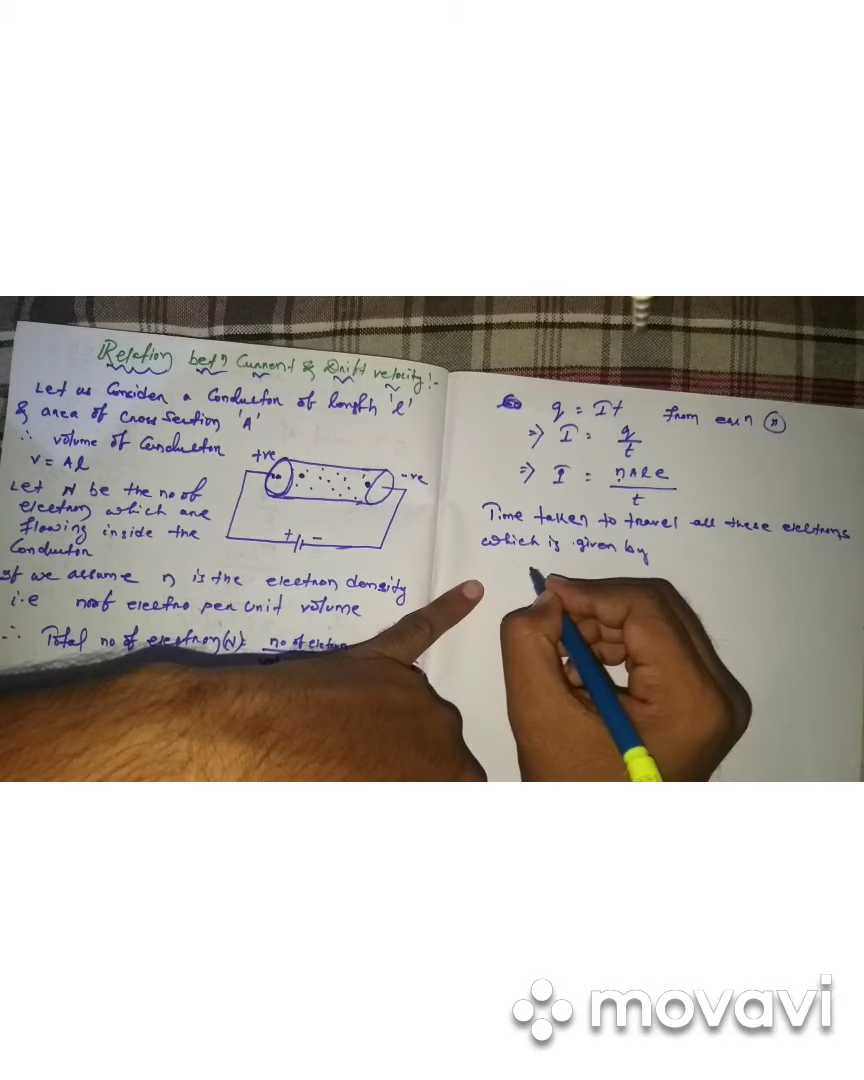 Relation betn Current & Drift velocity:-
Let us Consider a Conductor of length 'l'
& area of cross section 'A'
∴ volume of Conductor
V = Al
Let N be the no of
electron which are
flowing inside the
Conductor
+ve
-ve
+ -
If we assume n is the electron density
i.e no of electro per unit volume
∴ Total no of electron(N)= no of eletron
q = It from eqn (ii)
=> I = q/t
=> I = nAle/t
Time taken to travel all these electrons
which is given by
movavi